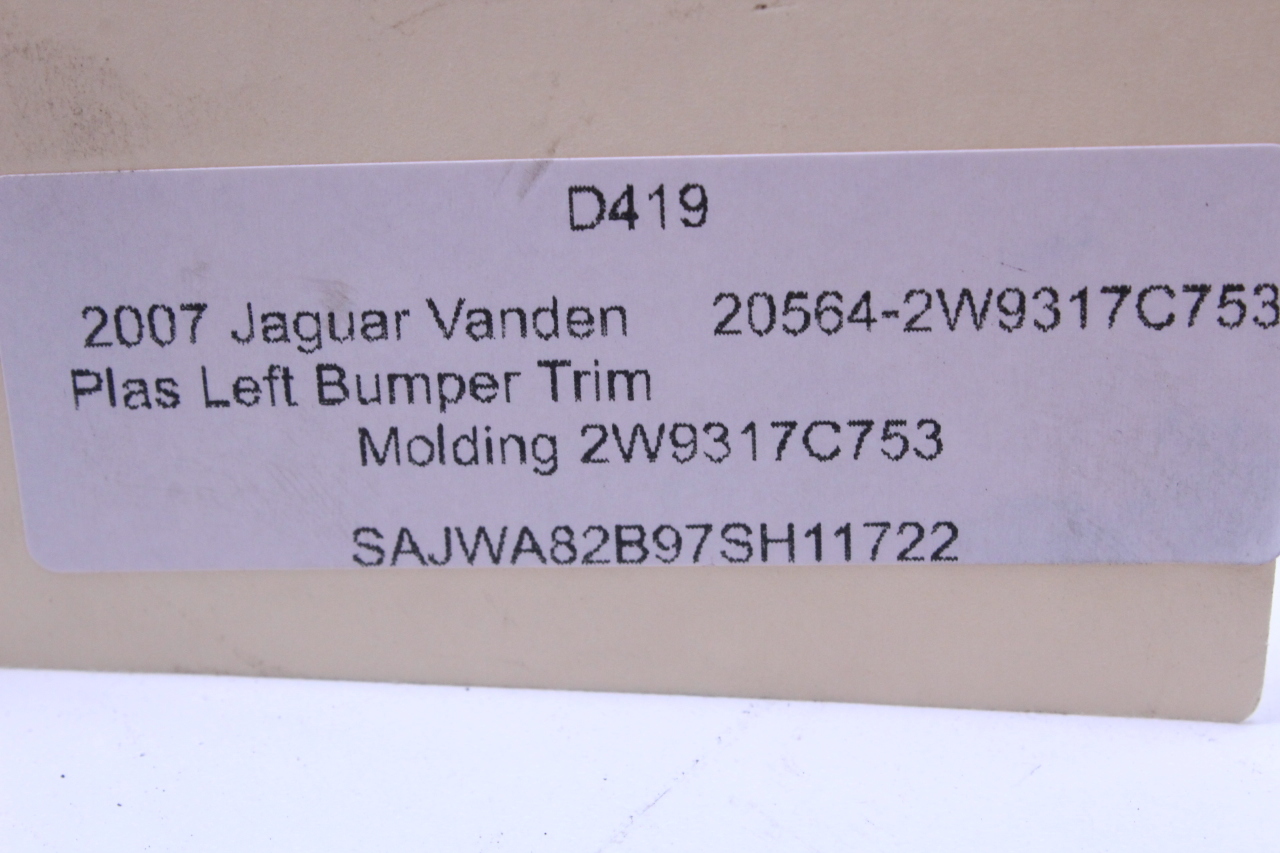 D419
2007 Jaguar Vanden 20564-2W9317C753
Plas Left Bumper Trim
Molding 2W9317C753
SAJWA82B97SH11722